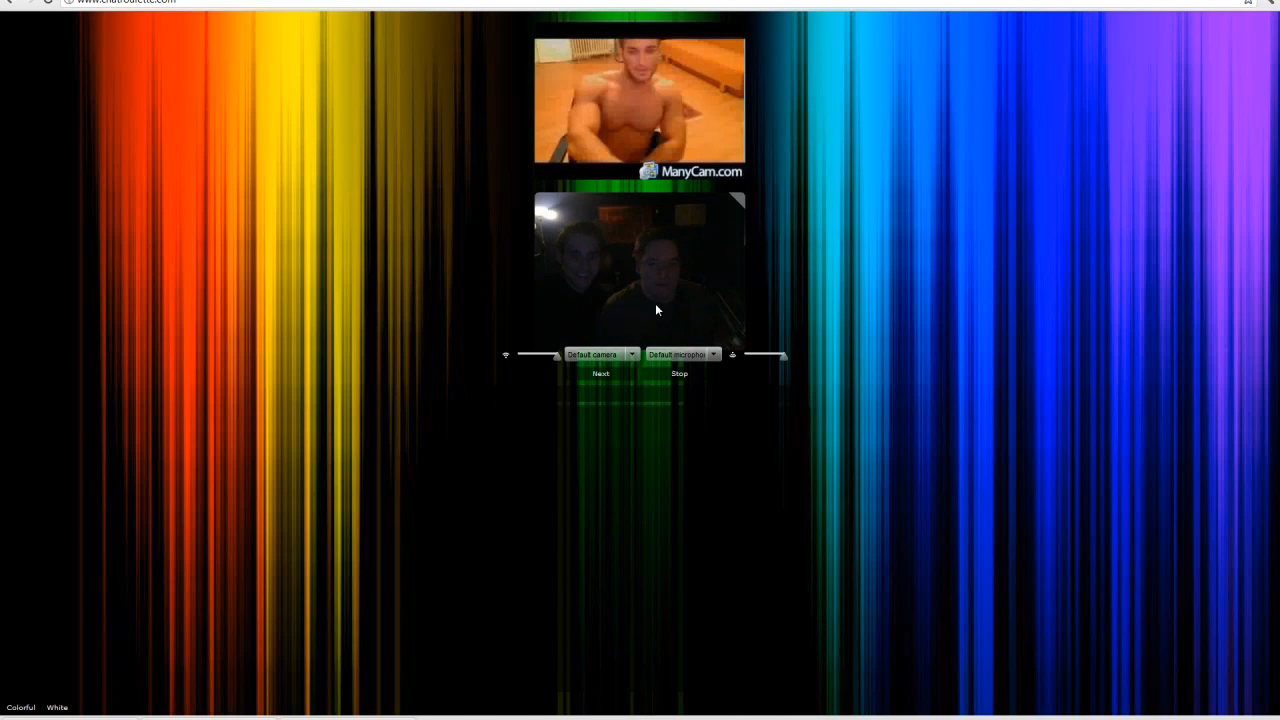 www.chatroulette.com
ManyCam.com
Default camera
Default micropho
Next
Stop
Colorful
White